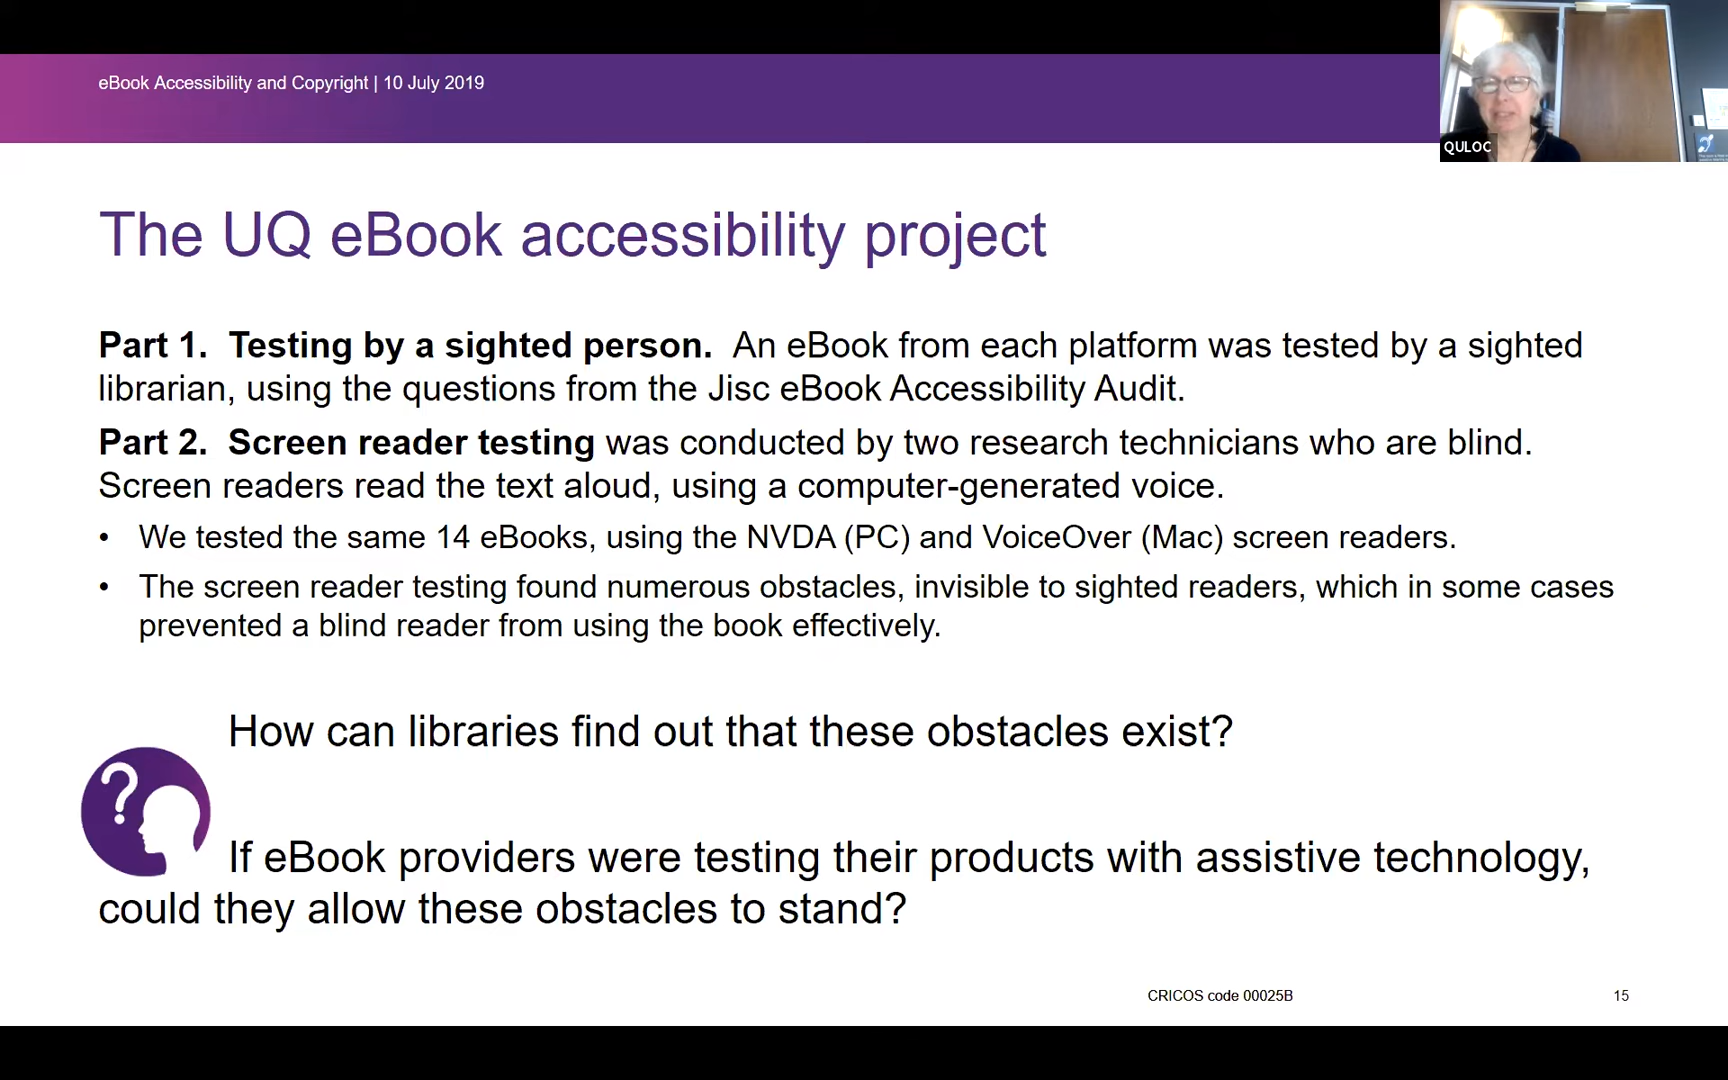 eBook Accessibility and Copyright | 10 July 2019
QULOC
The UQ eBook accessibility project
Part 1. Testing by a sighted person. An eBook from each platform was tested by a sighted
librarian, using the questions from the Jisc eBook Accessibility Audit.
Part 2. Screen reader testing was conducted by two research technicians who are blind.
Screen readers read the text aloud, using a computer-generated voice.
• We tested the same 14 eBooks, using the NVDA (PC) and VoiceOver (Mac) screen readers.
• The screen reader testing found numerous obstacles, invisible to sighted readers, which in some cases
prevented a blind reader from using the book effectively.
How can libraries find out that these obstacles exist?
?
If eBook providers were testing their products with assistive technology,
could they allow these obstacles to stand?
CRICOS code 00025B
15